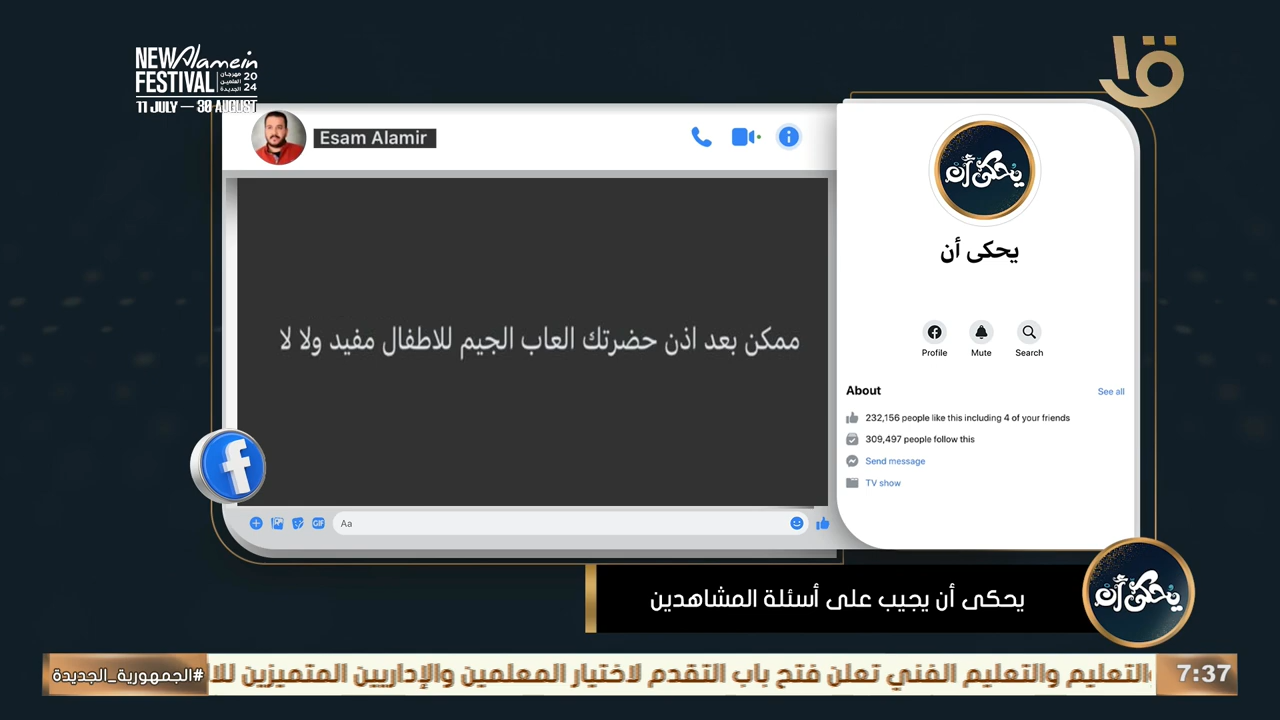 NEW Alamein
FESTIVAL
مهرجان
العلمين
الجديدة
20
24
11 JULY — 30 AUGUST
Esam Alamir
ممكن بعد اذن حضرتك العاب الجيم للاطفال مفيد ولا لا
Aa
GIF
يحكى أن
يحكى أن
Profile
Mute
Search
About
See all
232,156 people like this including 4 of your friends
309,497 people follow this
Send message
TV show
يحكى أن يجيب على أسئلة المشاهدين
يحكى أن
7:37
التعليم والتعليم الفني تعلن فتح باب التقدم لاختيار المعلمين والإداريين المتميزين
#الجمهورية_الجديدة